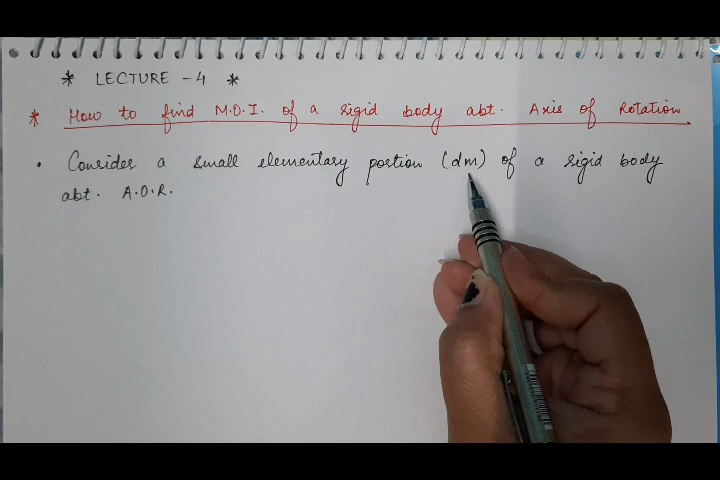 * LECTURE - 4 *
* How to find M.O.I. of a rigid body abt. Axis of Rotation
• Consider a small elementary portion (dm) of a rigid body
abt. A.O.R.